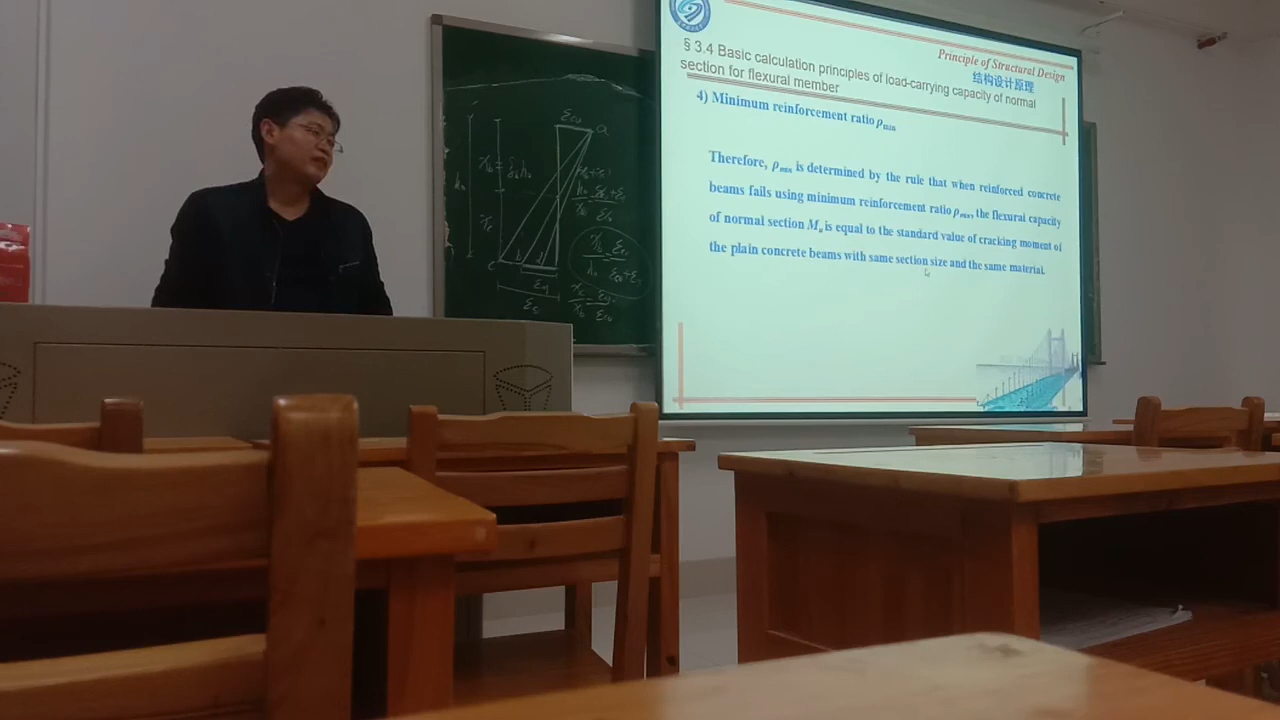 Principle of Structural Design
结构设计原理
§ 3.4 Basic calculation principles of load-carrying capacity of normal
section for flexural member
4) Minimum reinforcement ratio ρmin
Therefore, ρmin is determined by the rule that when reinforced concrete
beams fails using minimum reinforcement ratio ρmin, the flexural capacity
of normal section Mu is equal to the standard value of cracking moment of
the plain concrete beams with same section size and the same material.
εcu
a
h₀
c
b
d
εy
εs